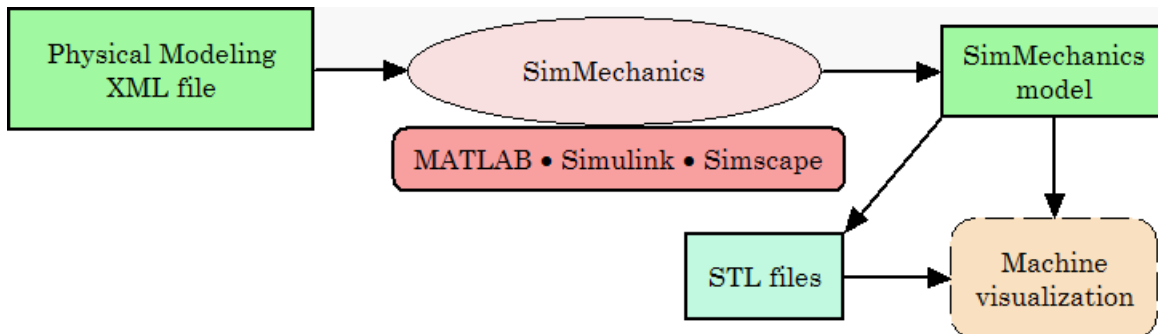 Physical Modeling
XML file
SimMechanics
SimMechanics
model
MATLAB • Simulink • Simscape
STL files
Machine
visualization